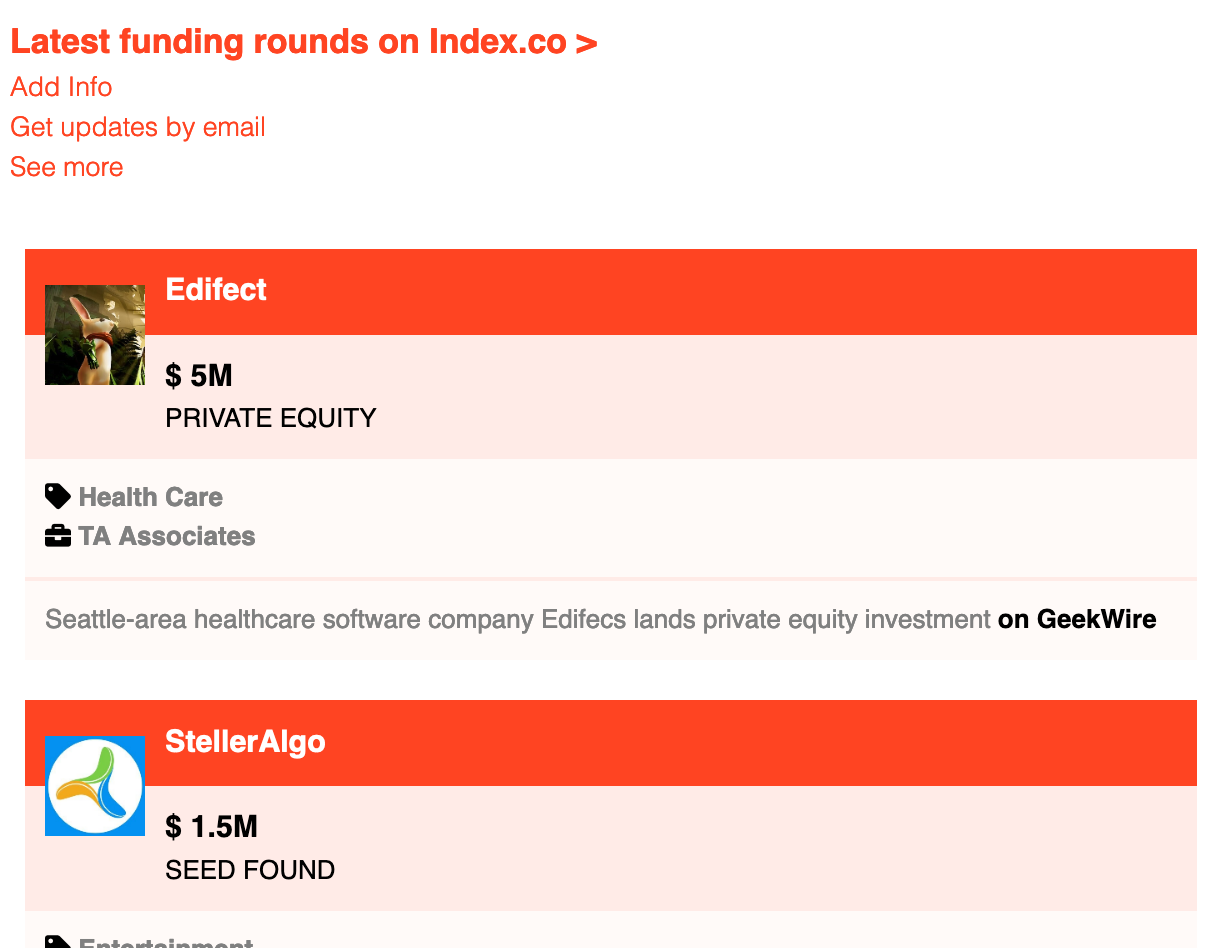 Latest funding rounds on Index.co >
Add Info
Get updates by email
See more
Edifect
$ 5M
PRIVATE EQUITY
Health Care
TA Associates
Seattle-area healthcare software company Edifecs lands private equity investment on GeekWire
StellerAlgo
$ 1.5M
SEED FOUND
Entertainment